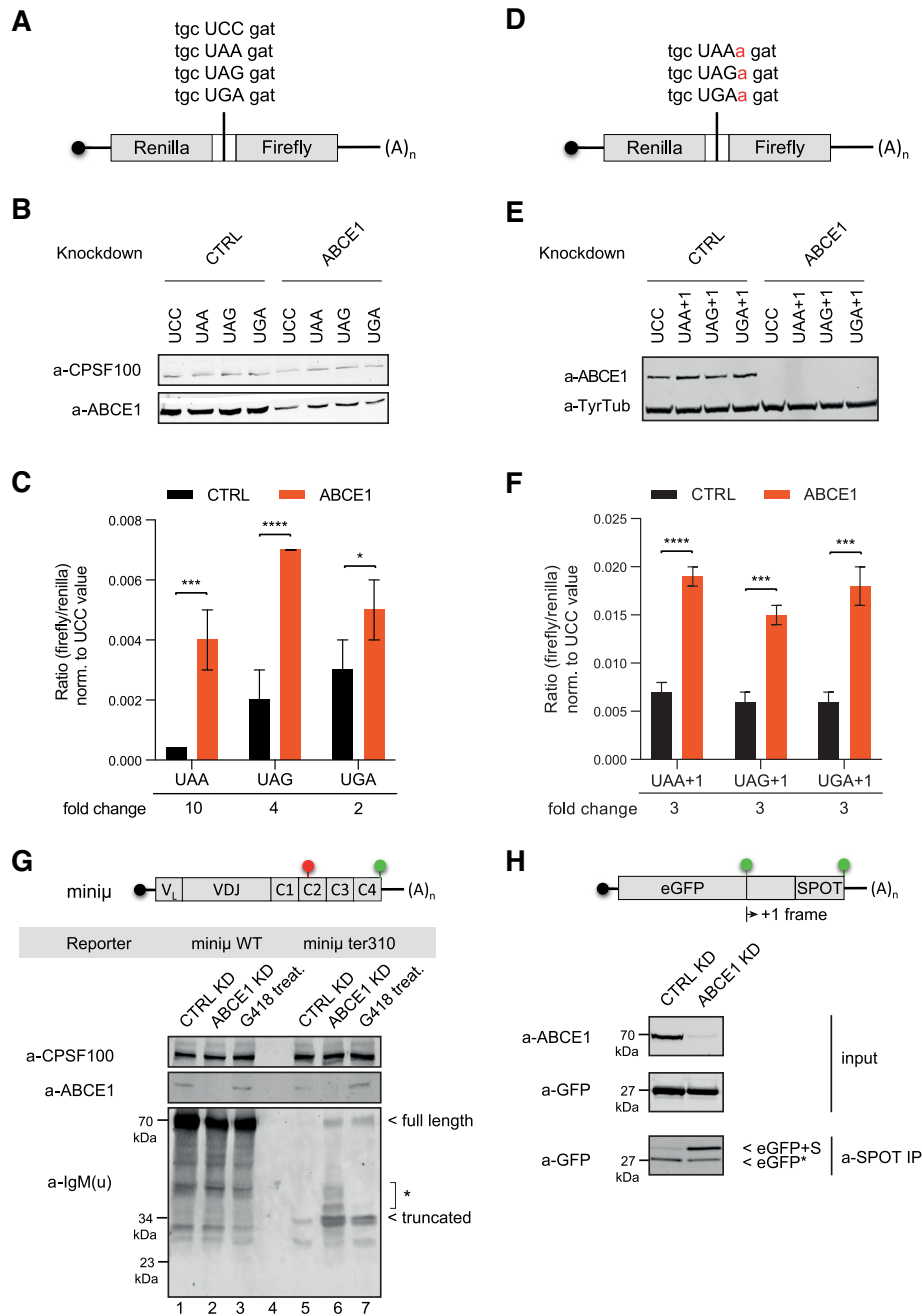 A
tgc UCC gat
tgc UAA gat
tgc UAG gat
tgc UGA gat
Renilla Firefly (A)n
B
Knockdown CTRL ABCE1
UCC UAA UAG UGA UCC UAA UAG UGA
a-CPSF100
a-ABCE1
C
CTRL ABCE1
Ratio (firefly/renilla)
norm. to UCC value
0.008
0.006
0.004
0.002
0.000
*** **** *
UAA UAG UGA
fold change 10 4 2
D
tgc UAAa gat
tgc UAGa gat
tgc UGAa gat
Renilla Firefly (A)n
E
Knockdown CTRL ABCE1
UCC UAA+1 UAG+1 UGA+1 UCC UAA+1 UAG+1 UGA+1
a-ABCE1
a-TyrTub
F
CTRL ABCE1
Ratio (firefly/renilla)
norm. to UCC value
0.025
0.020
0.015
0.010
0.005
0.000
**** *** ***
UAA+1 UAG+1 UGA+1
fold change 3 3 3
G
miniμ VL VDJ C1 C2 C3 C4 (A)n
Reporter miniμ WT miniμ ter310
CTRL KD ABCE1 KD G418 treat. CTRL KD ABCE1 KD G418 treat.
a-CPSF100
a-ABCE1
a-IgM(u)
70 kDa
34 kDa
23 kDa
< full length
*
< truncated
1 2 3 4 5 6 7
H
eGFP SPOT (A)n
+1 frame
CTRL KD ABCE1 KD
a-ABCE1 70 kDa
input
a-GFP 27 kDa
a-GFP 27 kDa
< eGFP+S
< eGFP*
a-SPOT IP